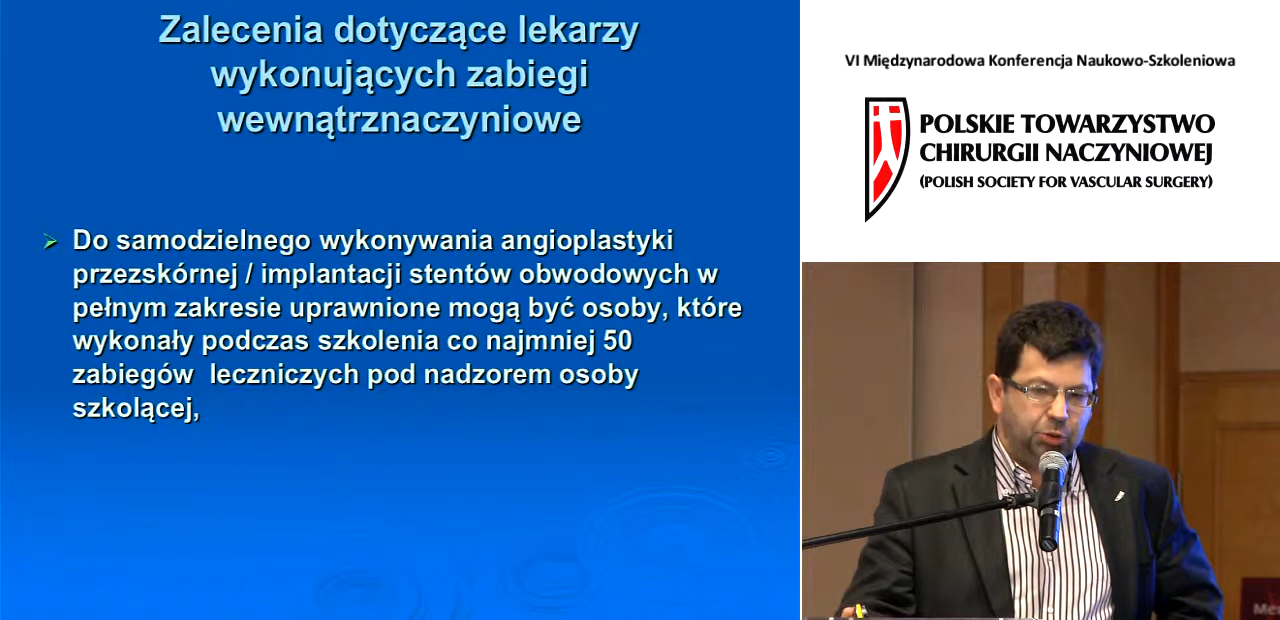 Zalecenia dotyczące lekarzy
wykonujących zabiegi
wewnątrznaczyniowe
Do samodzielnego wykonywania angioplastyki
przezskórnej / implantacji stentów obwodowych w
pełnym zakresie uprawnione mogą być osoby, które
wykonały podczas szkolenia co najmniej 50
zabiegów  leczniczych pod nadzorem osoby
szkolącej,
VI Międzynarodowa Konferencja Naukowo-Szkoleniowa
POLSKIE TOWARZYSTWO
CHIRURGII NACZYNIOWEJ
(POLISH SOCIETY FOR VASCULAR SURGERY)